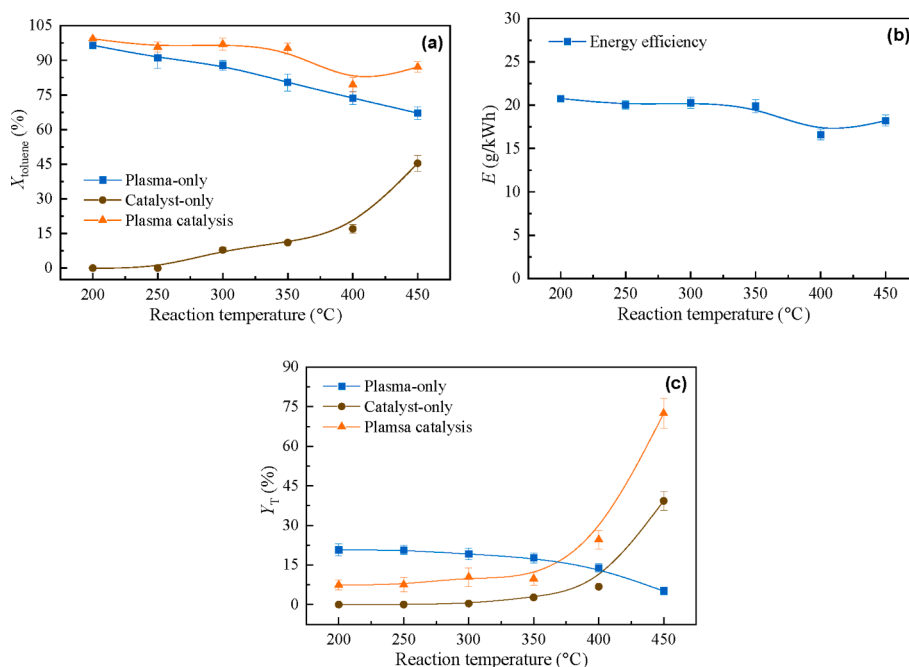 (a)
105
90
75
60
45
30
15
0
X_toluene (%)
Plasma-only
Catalyst-only
Plasma catalysis
200 250 300 350 400 450
Reaction temperature (°C)
(b)
30
25
20
15
10
5
0
E (g/kWh)
Energy efficiency
200 250 300 350 400 450
Reaction temperature (°C)
(c)
90
75
60
45
30
15
0
Y_T (%)
Plasma-only
Catalyst-only
Plamsa catalysis
200 250 300 350 400 450
Reaction temperature (°C)